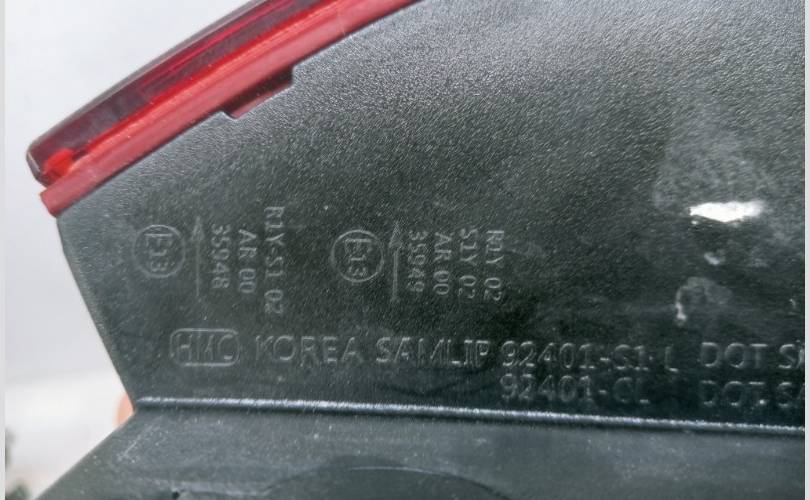 E13
R1Y-S1 02
AR 00
35948
E13
R1Y 02
S1Y 02
AR 00
35949
HMC KOREA SAMLIP 92401-S1 L DOT
92401-CL DOT